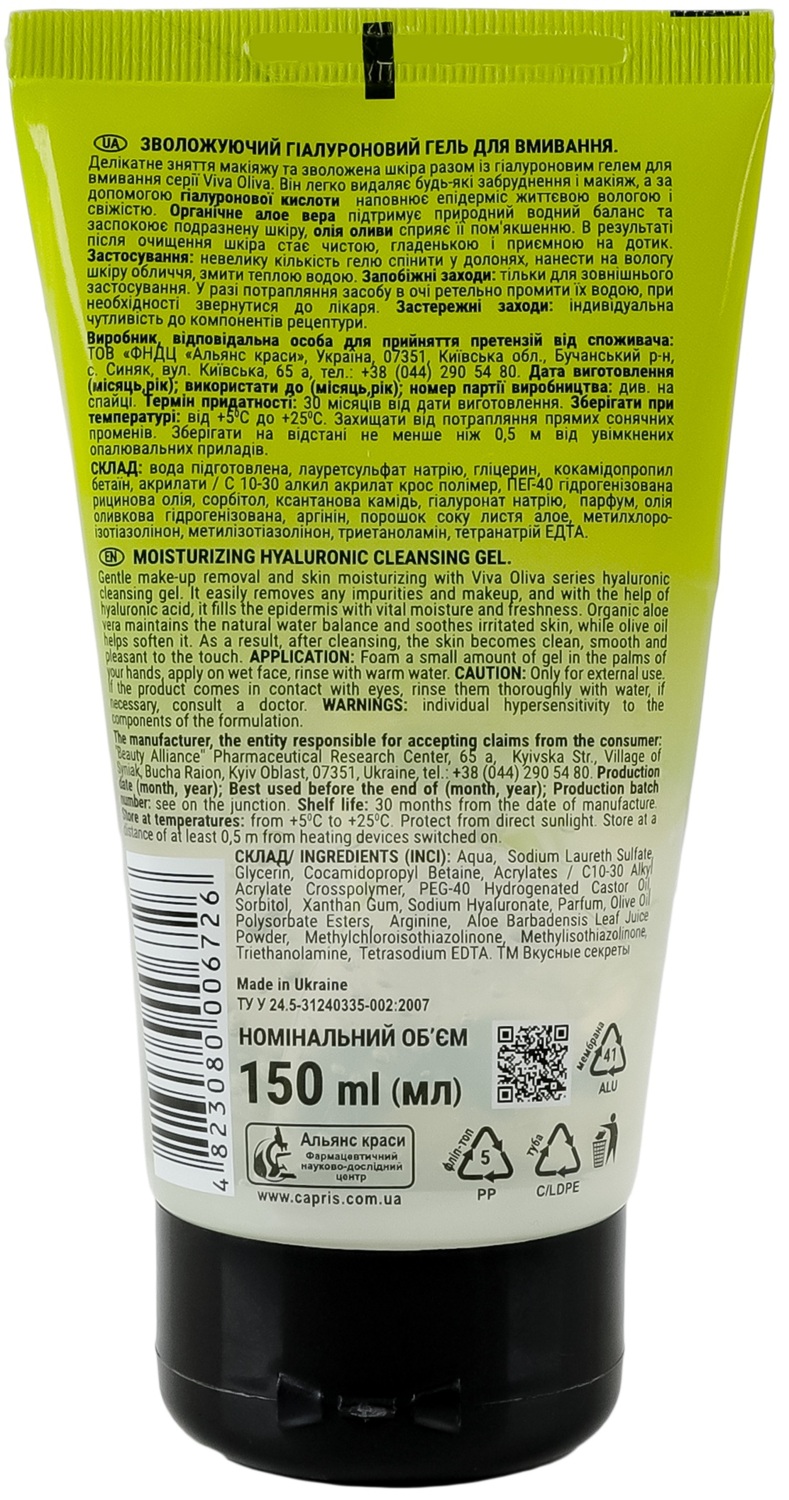 UA ЗВОЛОЖУЮЧИЙ ГІАЛУРОНОВИЙ ГЕЛЬ ДЛЯ ВМИВАННЯ.
Делікатне зняття макіяжу та зволожена шкіра разом із гіалуроновим гелем для
вмивання серії Viva Oliva. Він легко видаляє будь-які забруднення і макіяж, а за
допомогою гіалуронової кислоти наповнює епідерміс життєвою вологою і
свіжістю. Органічне алое вера підтримує природний водний баланс та
заспокоює подразнену шкіру, олія оливи сприяє її пом'якшенню. В результаті
після очищення шкіра стає чистою, гладенькою і приємною на дотик.
Застосування: невелику кількість гелю спінити у долонях, нанести на вологу
шкіру обличчя, змити теплою водою. Запобіжні заходи: тільки для зовнішнього
застосування. У разі потрапляння засобу в очі ретельно промити їх водою, при
необхідності звернутися до лікаря. Застережні заходи: індивідуальна
чутливість до компонентів рецептури.
Виробник, відповідальна особа для прийняття претензій від споживача:
ТОВ «ФНДЦ «Альянс краси», Україна, 07351, Київська обл., Бучанський р-н,
с. Синяк, вул. Київська, 65 а, тел.: +38 (044) 290 54 80. Дата виготовлення
(місяць,рік); використати до (місяць,рік); номер партії виробництва: див. на
спайці. Термін придатності: 30 місяців від дати виготовлення. Зберігати при
температурі: від +5°С до +25°С. Захищати від потрапляння прямих сонячних
променів. Зберігати на відстані не менше ніж 0,5 м від увімкнених
опалювальних приладів.
СКЛАД: вода підготовлена, лауретсульфат натрію, гліцерин, кокамідопропил
бетаїн, акрилати / С 10-30 алкил акрилат крос полімер, ПЕГ-40 гідрогенізована
рицинова олія, сорбітол, ксантанова камідь, гіалуронат натрію, парфум, олія
оливкова гідрогенізована, аргінін, порошок соку листя алое, метилхлоро-
ізотіазолінон, метилізотіазолінон, триетаноламін, тетранатрій ЕДТА.
EN MOISTURIZING HYALURONIC CLEANSING GEL.
Gentle make-up removal and skin moisturizing with Viva Oliva series hyaluronic
cleansing gel. It easily removes any impurities and makeup, and with the help of
hyaluronic acid, it fills the epidermis with vital moisture and freshness. Organic aloe
vera maintains the natural water balance and soothes irritated skin, while olive oil
helps soften it. As a result, after cleansing, the skin becomes clean, smooth and
pleasant to the touch. APPLICATION: Foam a small amount of gel in the palms of
your hands, apply on wet face, rinse with warm water. CAUTION: Only for external use.
If the product comes in contact with eyes, rinse them thoroughly with water, if
necessary, consult a doctor. WARNINGS: individual hypersensitivity to the
components of the formulation.
The manufacturer, the entity responsible for accepting claims from the consumer:
"Beauty Alliance" Pharmaceutical Research Center, 65 a, Kyivska Str., Village of
Syniak, Bucha Raion, Kyiv Oblast, 07351, Ukraine, tel.: +38 (044) 290 54 80. Production
date (month, year); Best used before the end of (month, year); Production batch
number: see on the junction. Shelf life: 30 months from the date of manufacture.
Store at temperatures: from +5°C to +25°C. Protect from direct sunlight. Store at a
distance of at least 0,5 m from heating devices switched on.
СКЛАД/ INGREDIENTS (INCI): Aqua, Sodium Laureth Sulfate,
Glycerin, Cocamidopropyl Betaine, Acrylates / C10-30 Alkyl
Acrylate Crosspolymer, PEG-40 Hydrogenated Castor Oil,
Sorbitol, Xanthan Gum, Sodium Hyaluronate, Parfum, Olive Oil
Polysorbate Esters, Arginine, Aloe Barbadensis Leaf Juice
Powder, Methylchloroisothiazolinone, Methylisothiazolinone,
Triethanolamine, Tetrasodium EDTA. ТМ Вкусные секреты
Made in Ukraine
ТУ У 24.5-31240335-002:2007
НОМІНАЛЬНИЙ ОБ'ЄМ
150 ml (мл)
4 823080 006726
мембрана
41
ALU
Альянс краси
Фармацевтичний
науково-дослідний
центр
www.capris.com.ua
фліп-топ
5
PP
туба
C/LDPE